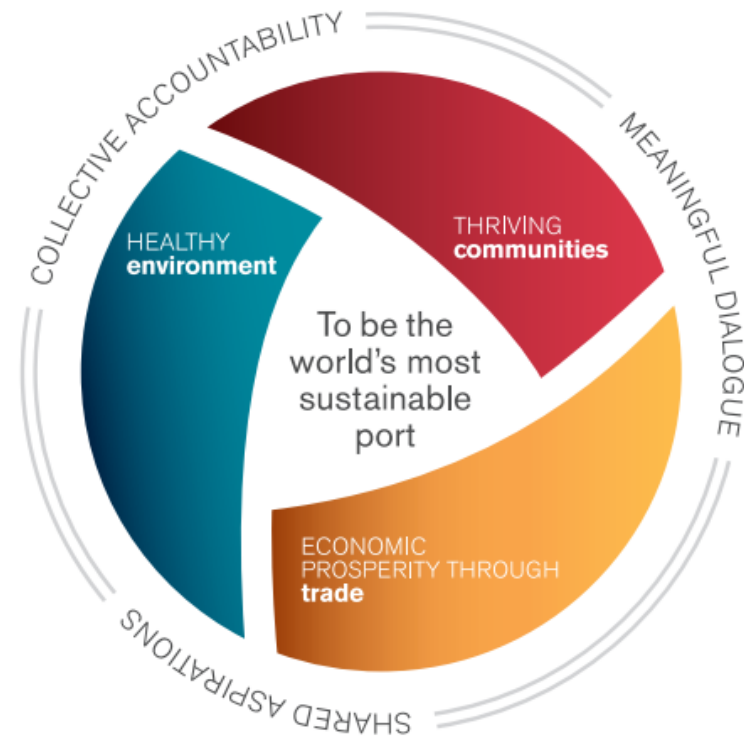 COLLECTIVE ACCOUNTABILITY
MEANINGFUL DIALOGUE
THRIVING
communities
HEALTHY
environment
To be the
world's most
sustainable
port
ECONOMIC
PROSPERITY THROUGH
trade
SHARED ASPIRATIONS